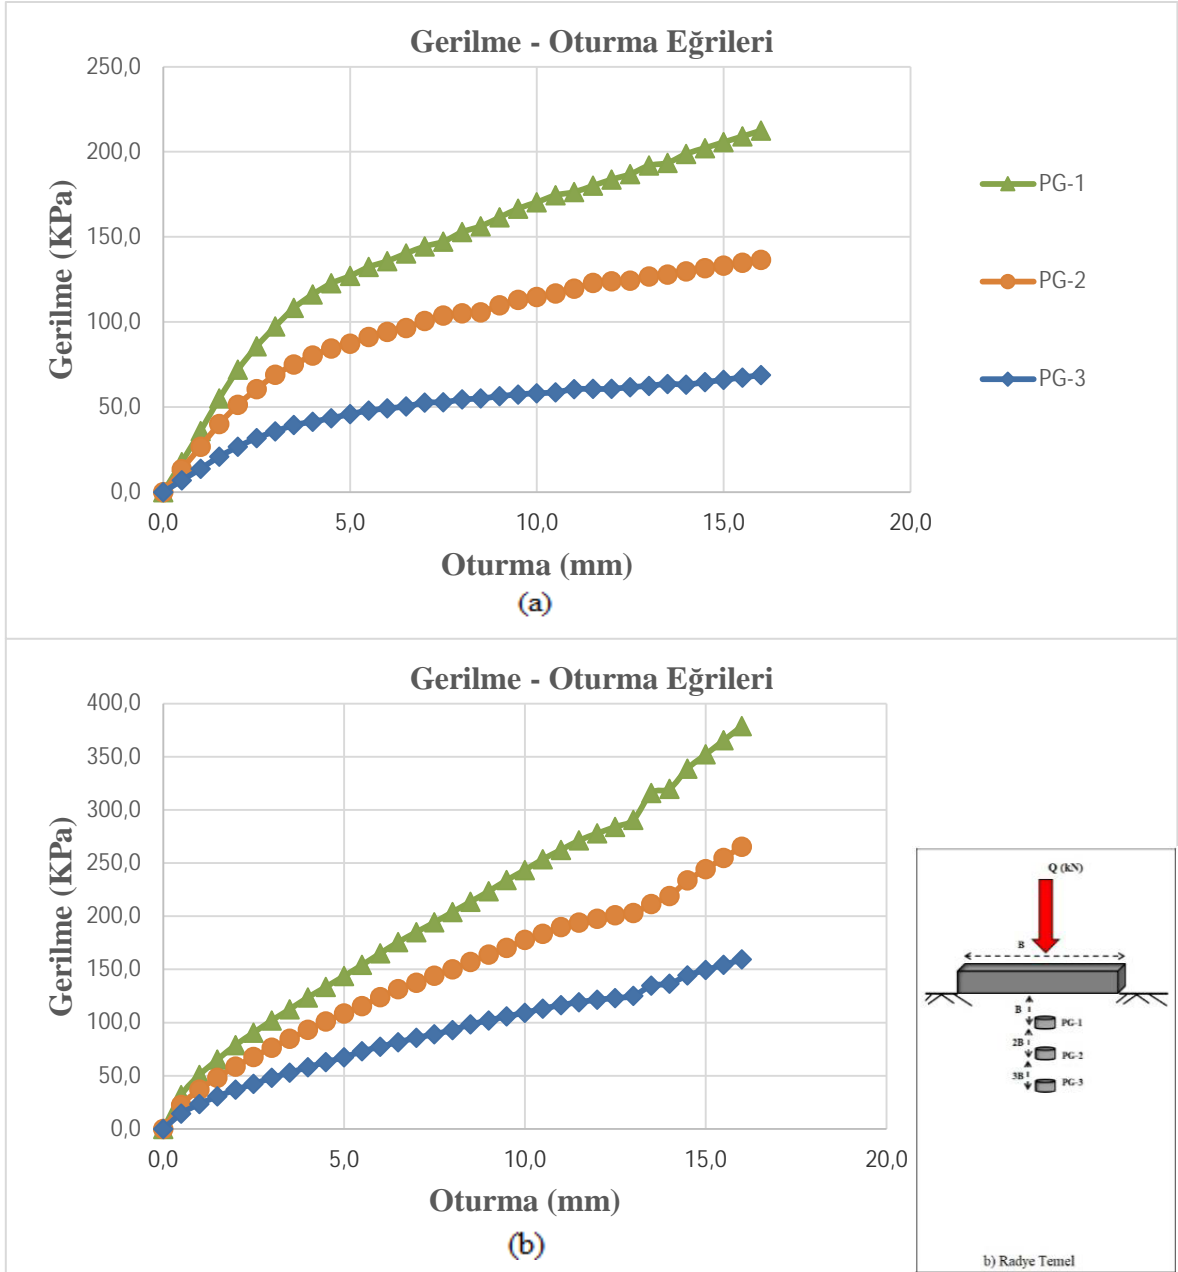 Gerilme - Oturma Eğrileri
250,0
200,0
150,0
100,0
50,0
0,0
Gerilme (KPa)
0,0 5,0 10,0 15,0 20,0
Oturma (mm)
PG-1
PG-2
PG-3
(a)
Gerilme - Oturma Eğrileri
400,0
350,0
300,0
250,0
200,0
150,0
100,0
50,0
0,0
Gerilme (KPa)
0,0 5,0 10,0 15,0 20,0
Oturma (mm)
(b)
Q (kN)
B
B
PG-1
2B
PG-2
3B
PG-3
b) Radye Temel